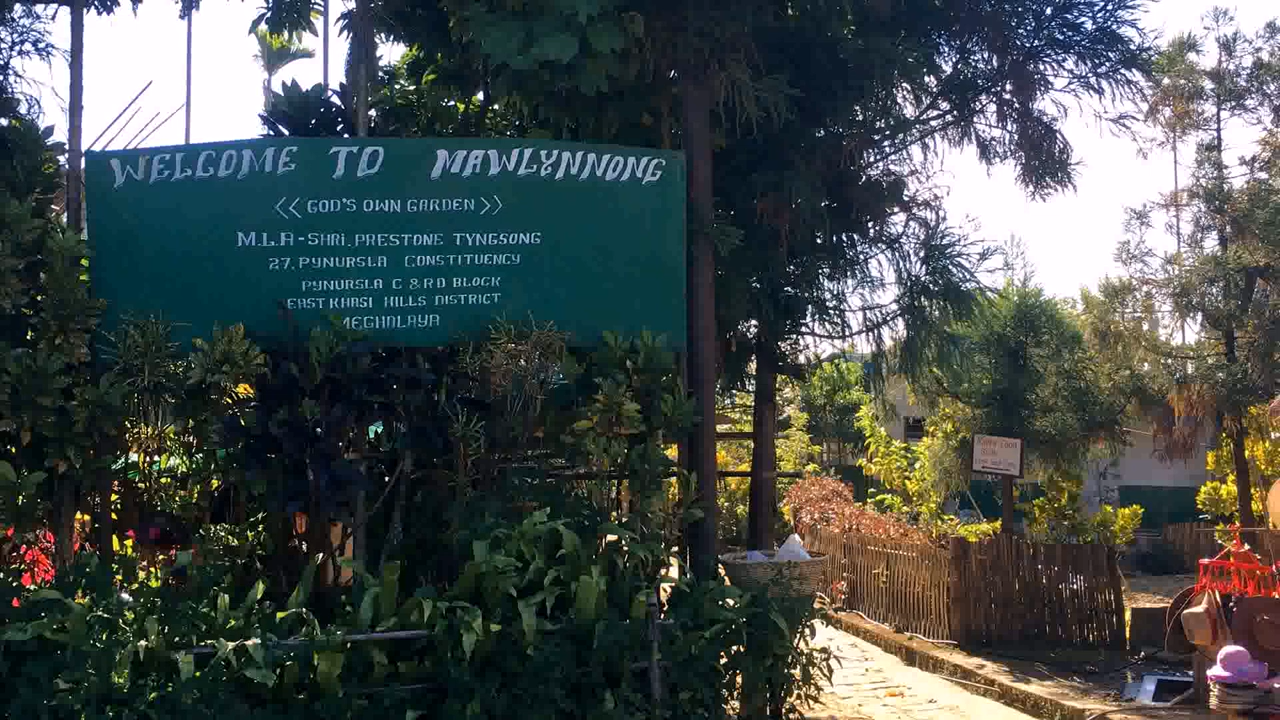 WELCOME TO MAWLYNNONG
<< GOD'S OWN GARDEN >>
M.L.A - SHRI. PRESTONE TYNGSONG
27, PYNURSLA CONSTITUENCY
PYNURSLA C & R D BLOCK
EAST KHASI HILLS DISTRICT
MEGHALAYA